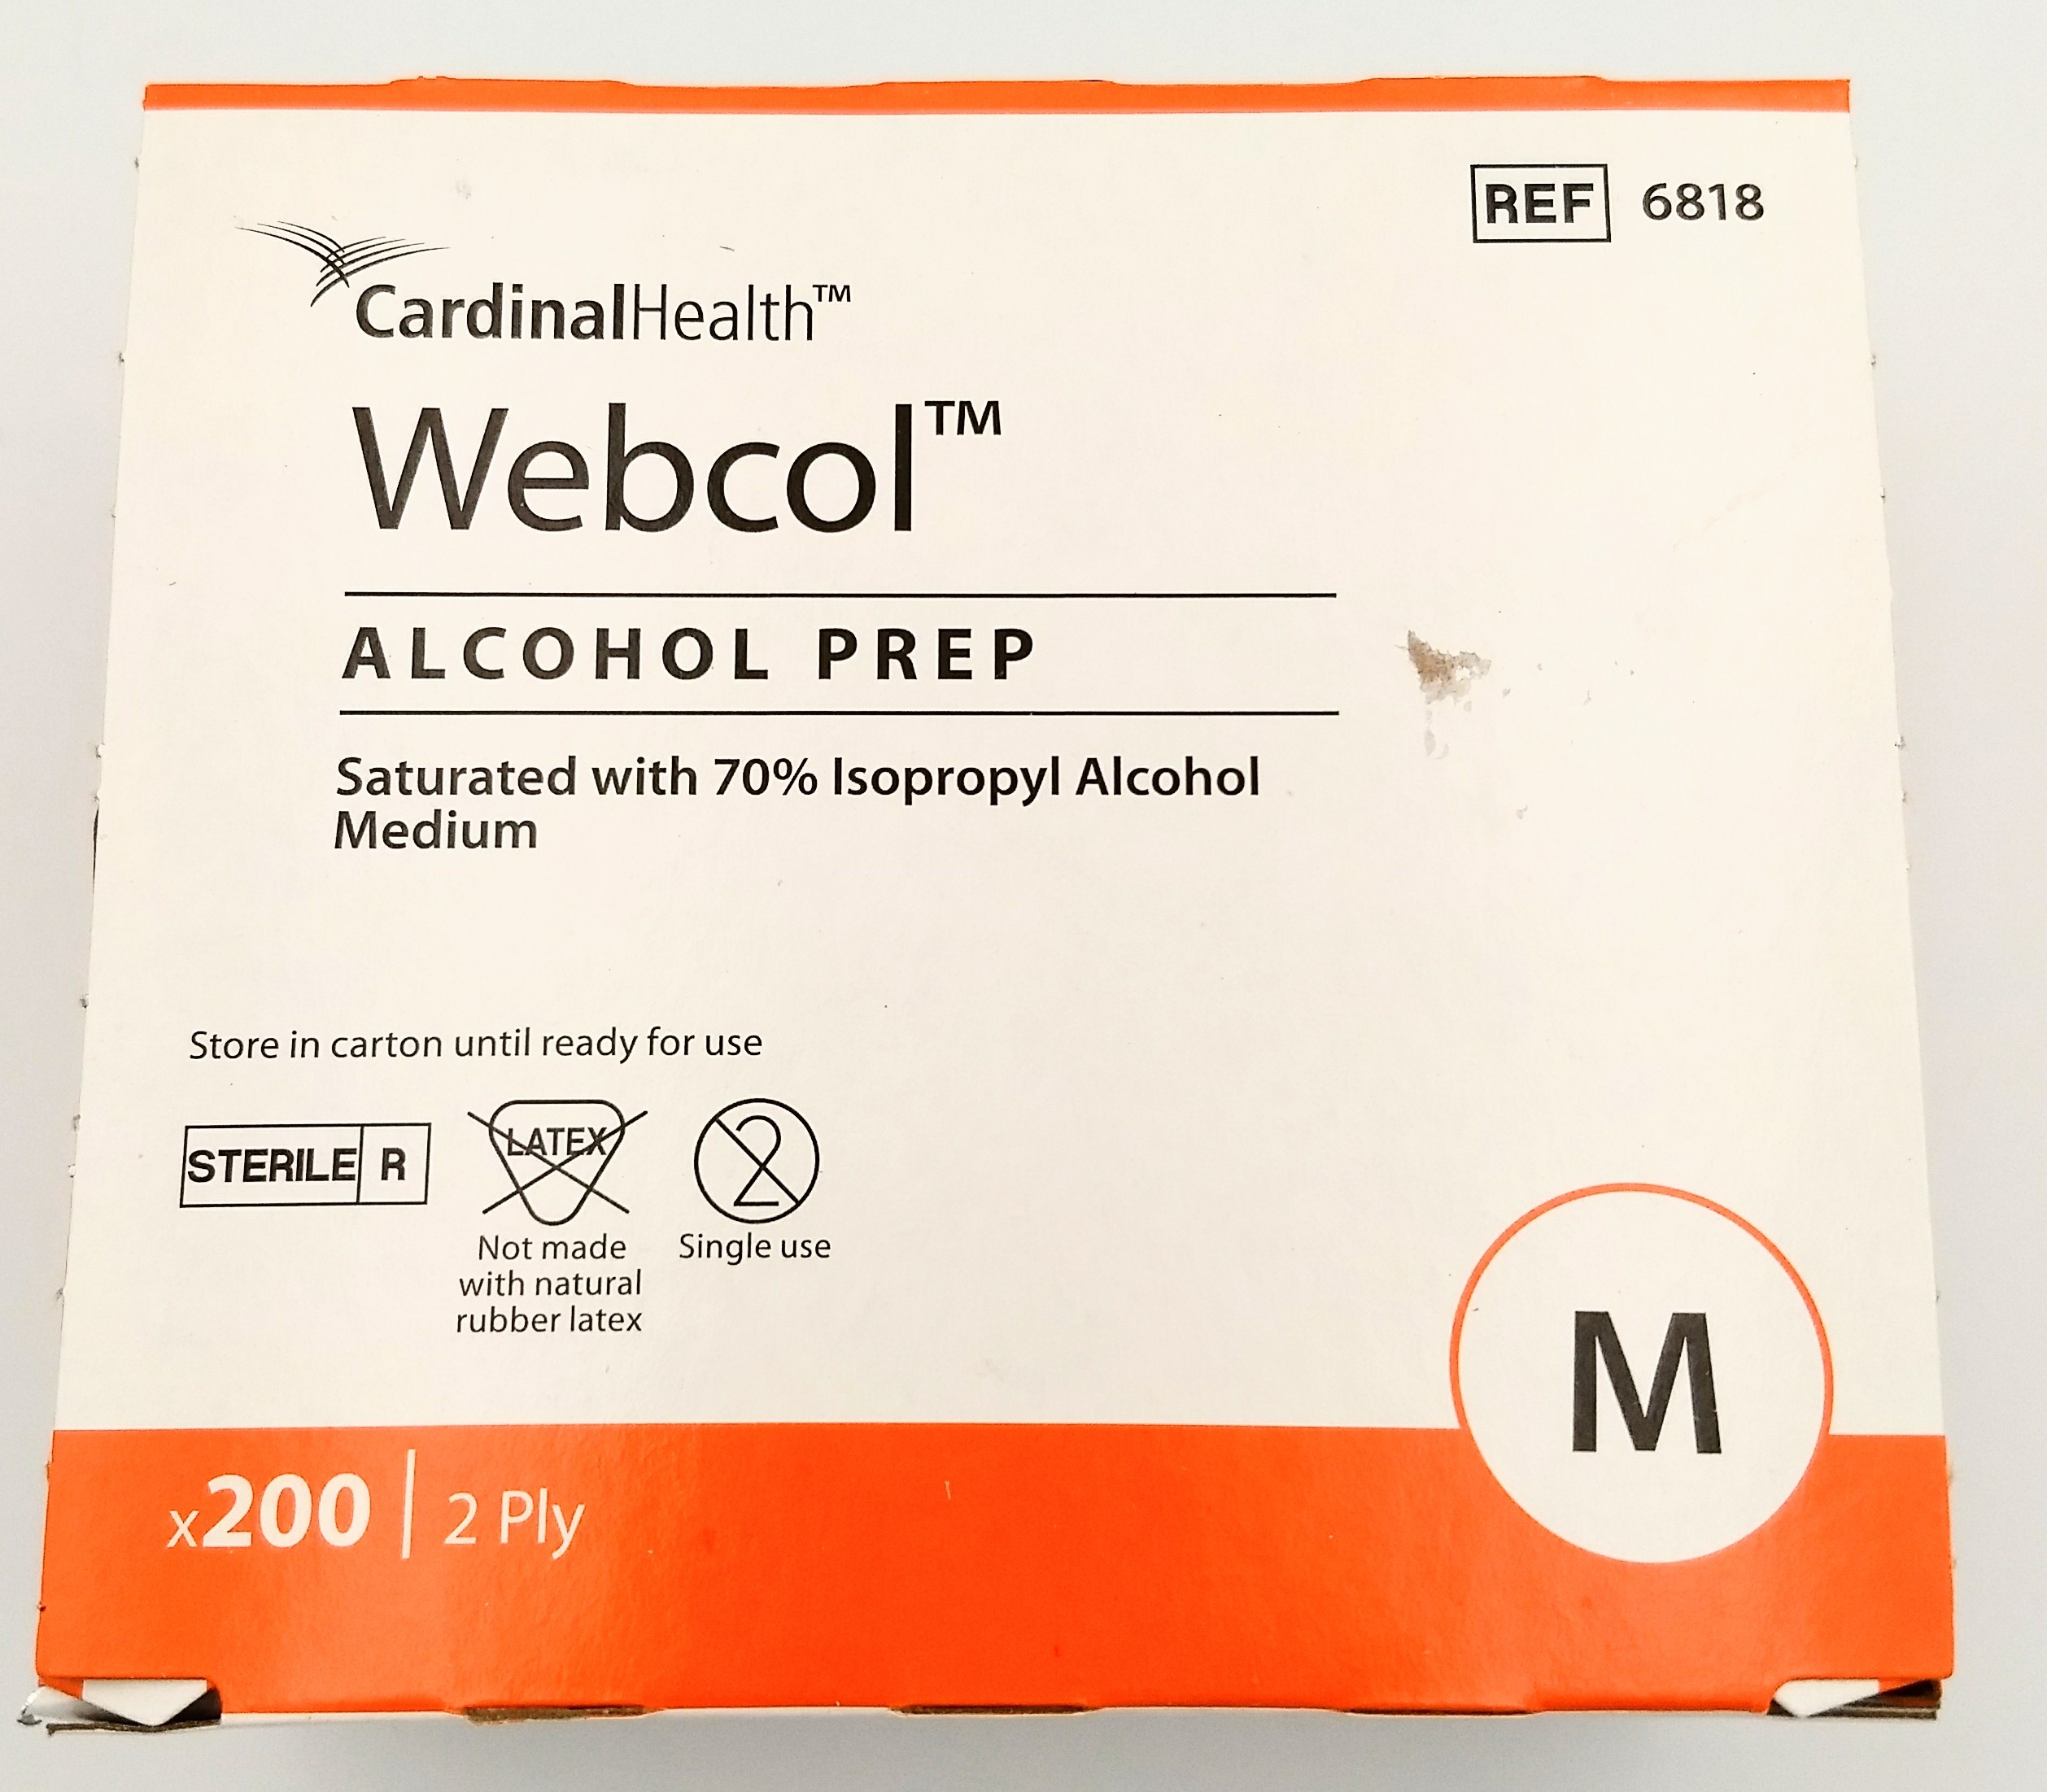 REF 6818
CardinalHealth™
Webcol™
ALCOHOL PREP
Saturated with 70% Isopropyl Alcohol
Medium
Store in carton until ready for use
STERILE R
LATEX
2
Not made
with natural
rubber latex
Single use
M
x200 | 2 Ply